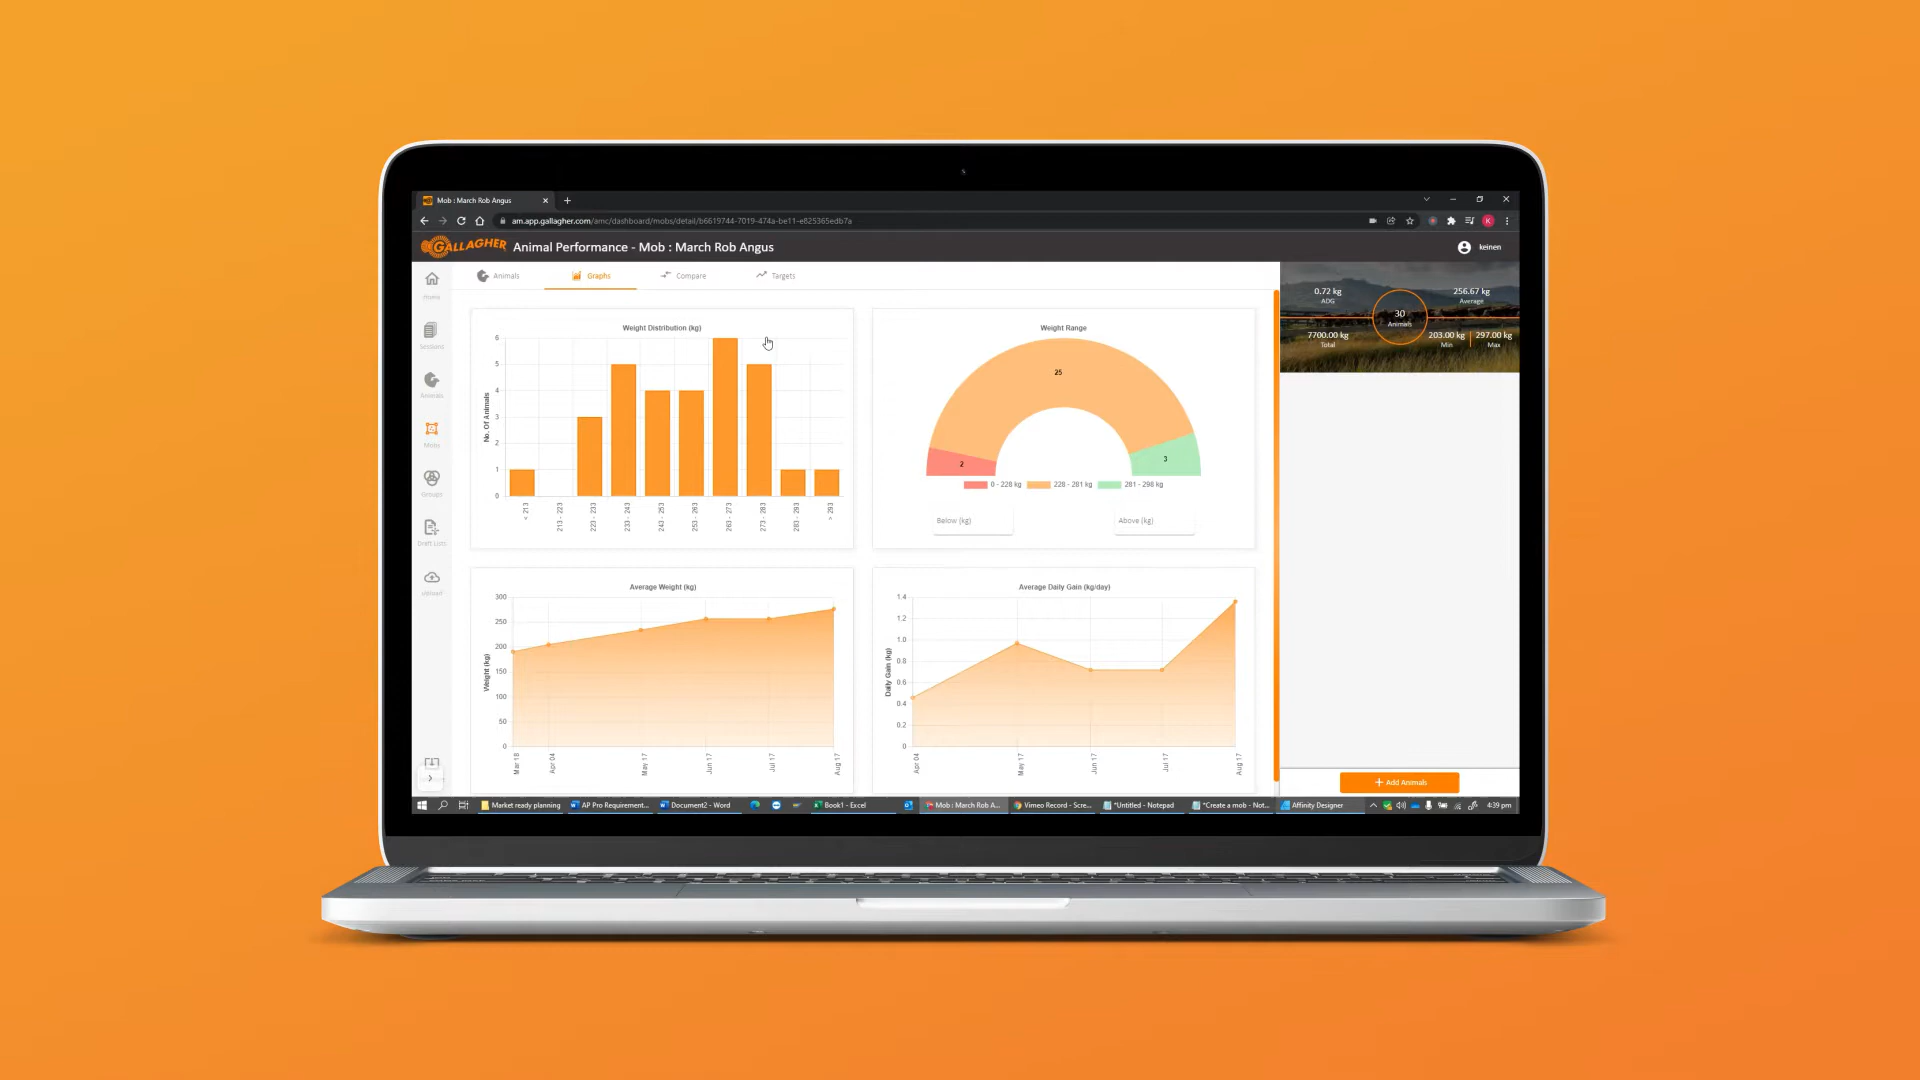 Mob : March Rob Angus
am.app.gallagher.com/amc/dashboard/mobs/detail/b6619744-7019-474a-be11-e825365edb7a
K
GALLAGHER
Animal Performance - Mob : March Rob Angus
keinen
Home
Sessions
Animals
Mobs
Groups
Draft Lists
Upload
Animals
Graphs
Compare
Targets
Weight Distribution (kg)
No. Of Animals
6
5
4
3
2
1
0
< 213
213 - 223
223 - 233
233 - 243
243 - 253
253 - 263
263 - 273
273 - 283
283 - 293
> 293
Weight Range
25
2
3
0 - 228 kg
228 - 281 kg
281 - 298 kg
Below (kg)
Above (kg)
Average Weight (kg)
Weight (kg)
300
250
200
150
100
50
0
Mar 18
Apr 04
May 17
Jun 17
Jul 17
Aug 17
Average Daily Gain (kg/day)
Daily Gain (kg)
1.4
1.2
1.0
0.8
0.6
0.4
0.2
0
Apr 04
May 17
Jun 17
Jul 17
Aug 17
0.72 kg
ADG
256.67 kg
Average
30
Animals
7700.00 kg
Total
203.00 kg
Min
297.00 kg
Max
+ Add Animals
Market ready planning
AP Pro Requirement...
Document2 - Word
Book1 - Excel
Mob : March Rob A...
Vimeo Record - Scre...
*Untitled - Notepad
*Create a mob - Not...
Affinity Designer
4:39 pm